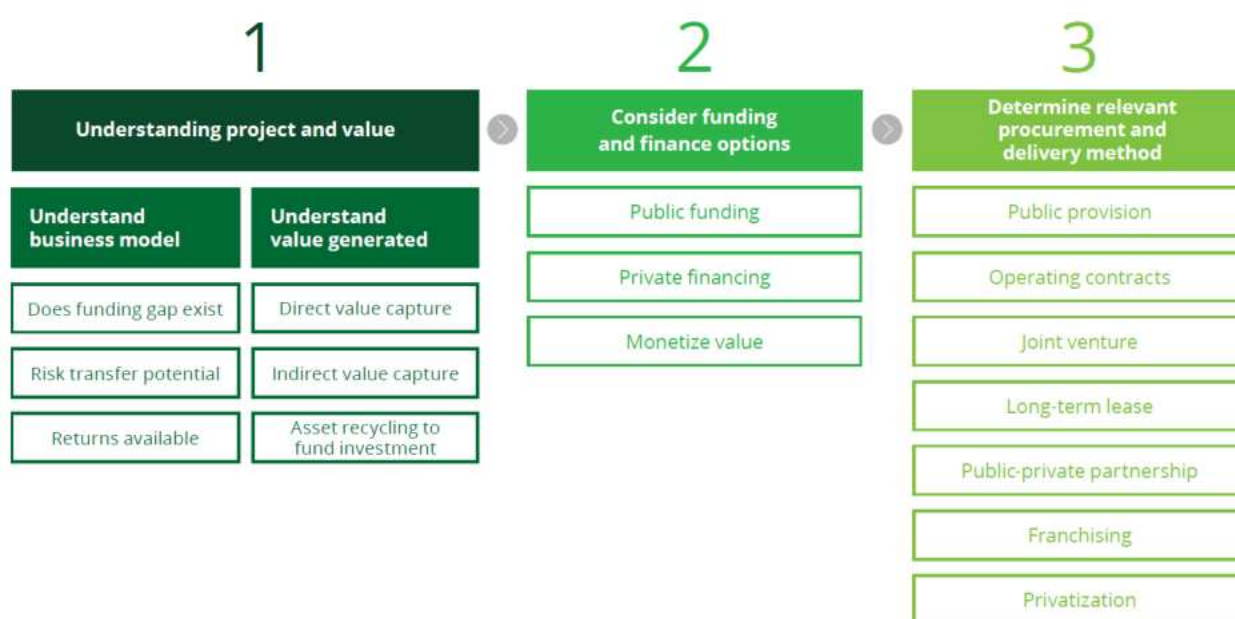 1
Understanding project and value
Understand
business model
Does funding gap exist
Risk transfer potential
Returns available
Understand
value generated
Direct value capture
Indirect value capture
Asset recycling to
fund investment
2
Consider funding
and finance options
Public funding
Private financing
Monetize value
3
Determine relevant
procurement and
delivery method
Public provision
Operating contracts
Joint venture
Long-term lease
Public-private partnership
Franchising
Privatization